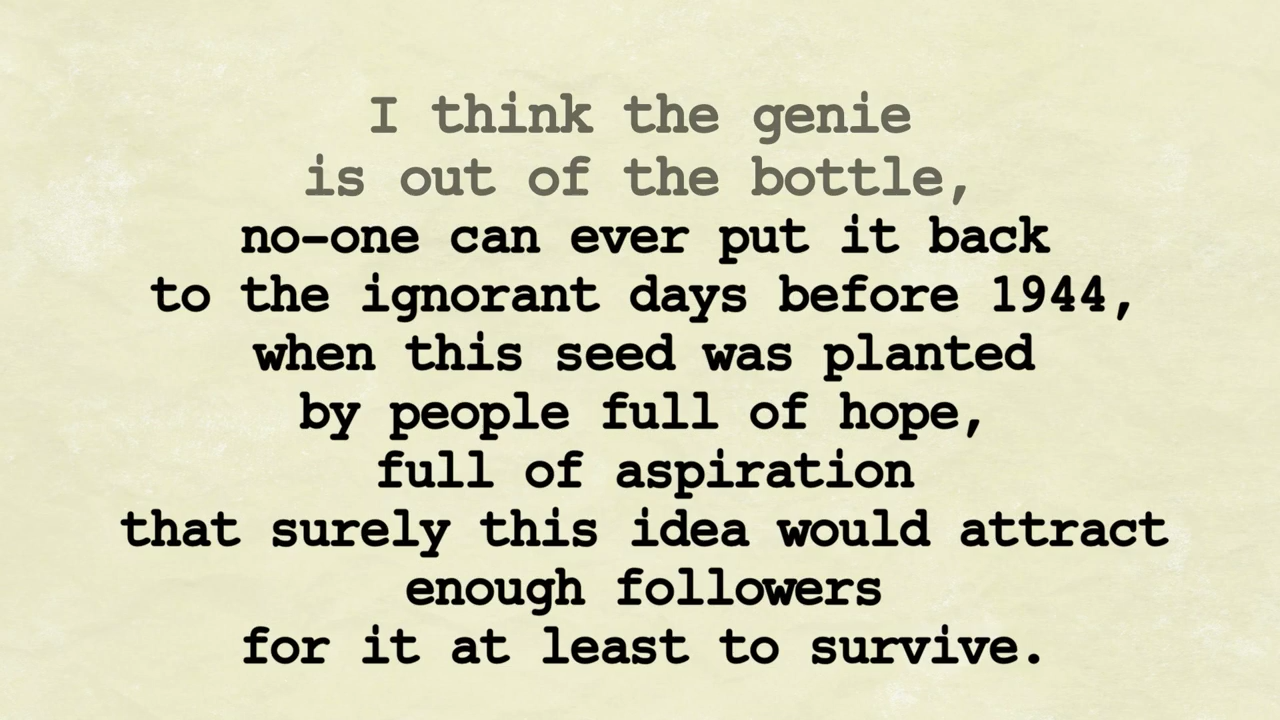 I think the genie
is out of the bottle,
no-one can ever put it back
to the ignorant days before 1944,
when this seed was planted
by people full of hope,
full of aspiration
that surely this idea would attract
enough followers
for it at least to survive.